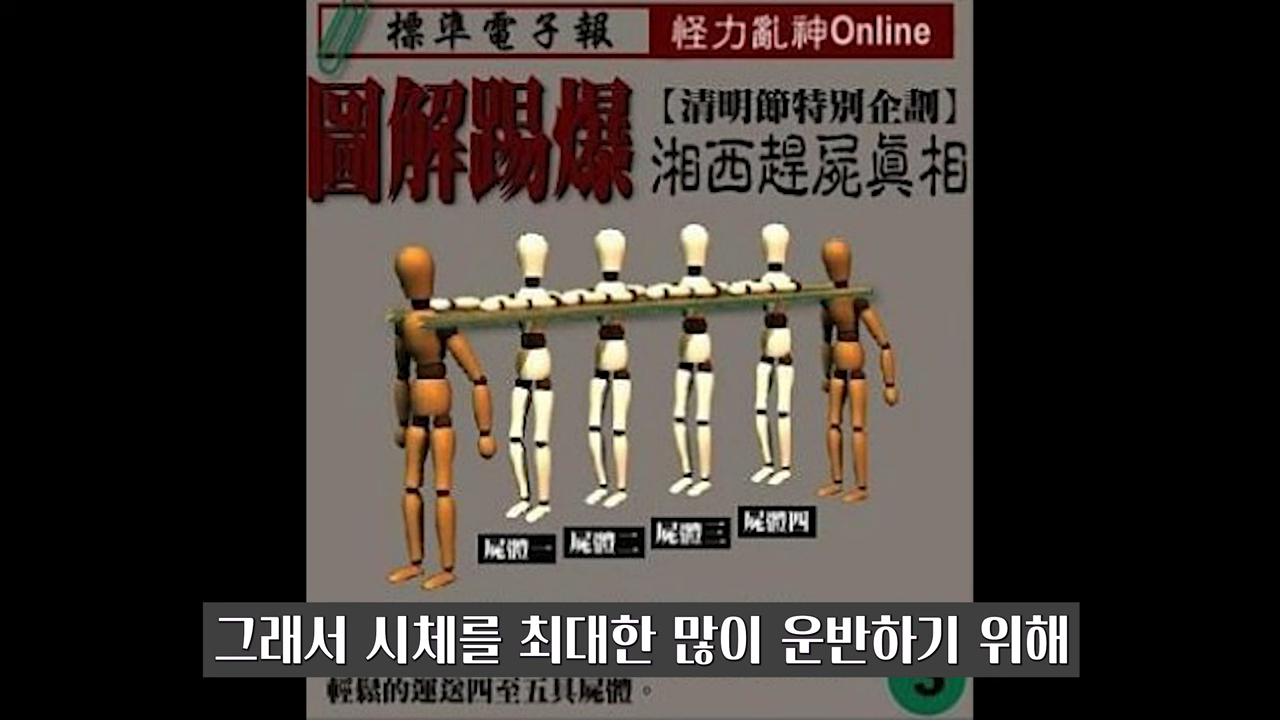 標準電子報
怪力亂神Online
圖解踢爆
【清明節特別企劃】
湘西趕屍真相
屍體一
屍體二
屍體三
屍體四
그래서 시체를 최대한 많이 운반하기 위해
輕鬆的運送四至五具屍體。
3